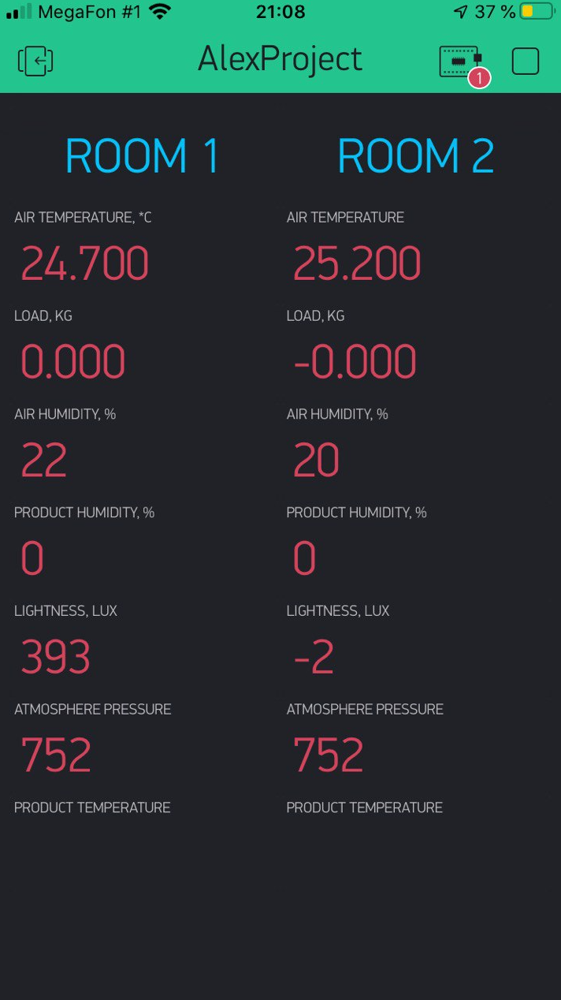 MegaFon #1 21:08 37 %
AlexProject
1
ROOM 1 ROOM 2
AIR TEMPERATURE, *C AIR TEMPERATURE
24.700 25.200
LOAD, KG LOAD, KG
0.000 -0.000
AIR HUMIDITY, % AIR HUMIDITY, %
22 20
PRODUCT HUMIDITY, % PRODUCT HUMIDITY, %
0 0
LIGHTNESS, LUX LIGHTNESS, LUX
393 -2
ATMOSPHERE PRESSURE ATMOSPHERE PRESSURE
752 752
PRODUCT TEMPERATURE PRODUCT TEMPERATURE